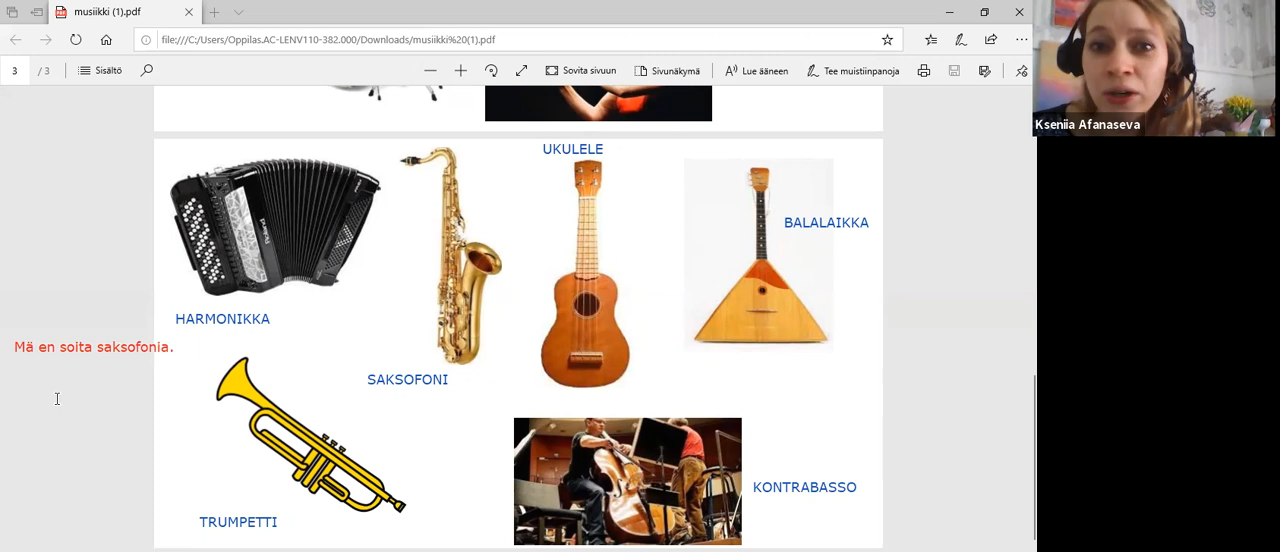 musiikki (1).pdf
file:///C:/Users/Oppilas.AC-LENV110-382.000/Downloads/musiikki%20(1).pdf
3 / 3
Sisältö
Sovita sivuun
Sivunäkymä
Lue ääneen
Tee muistiinpanoja
Kseniia Afanaseva
UKULELE
BALALAIKKA
HARMONIKKA
Mä en soita saksofonia.
SAKSOFONI
KONTRABASSO
TRUMPETTI